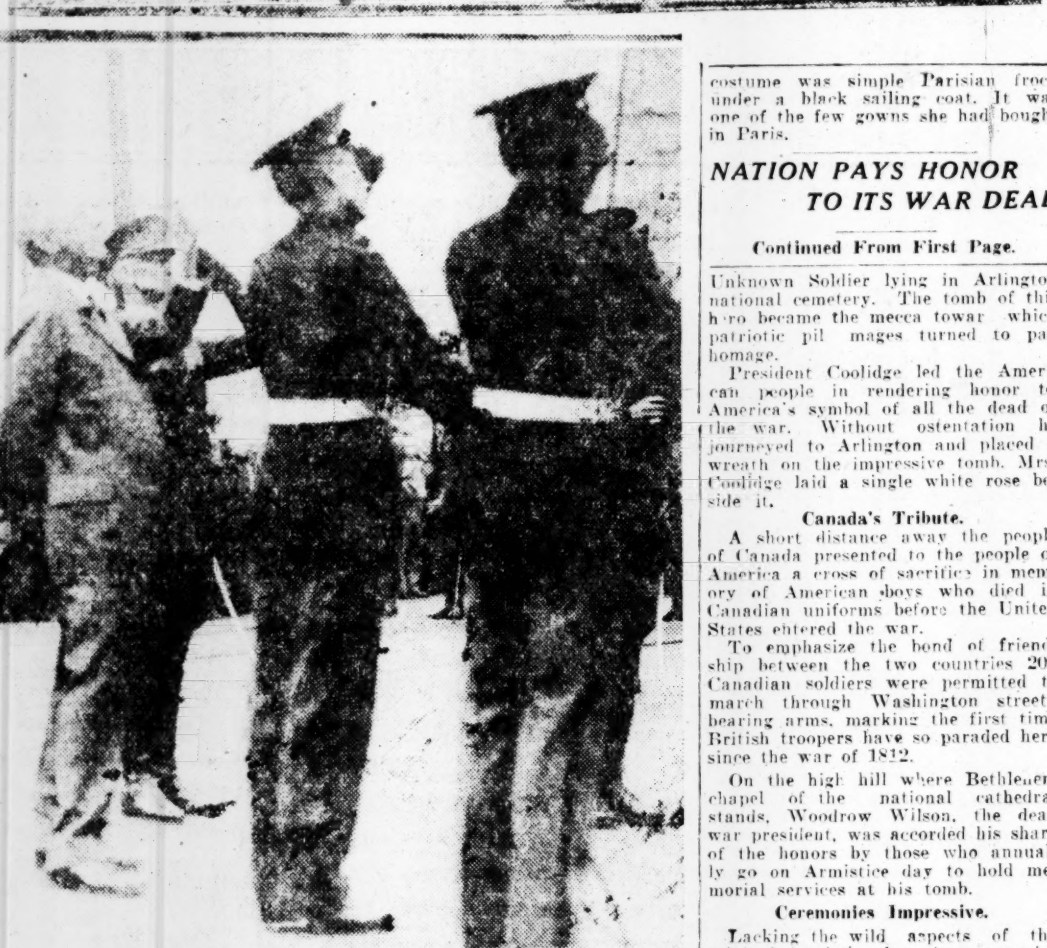 costume was simple Parisian froc
under a black sailing coat. It wa
one of the few gowns she had bough
in Paris.
NATION PAYS HONOR
TO ITS WAR DEA
Continued From First Page.
Unknown Soldier lying in Arlingto
national cemetery. The tomb of thi
h ro became the mecca towar whic
patriotic pil mages turned to pa
homage.
President Coolidge led the Ameri
can people in rendering honor t
America's symbol of all the dead o
the war. Without ostentation h
journeyed to Arlington and placed
wreath on the impressive tomb. Mrs
Coolidge laid a single white rose be
side it.
Canada's Tribute.
A short distance away the peopl
of Canada presented to the people o
America a cross of sacrifice in mem
ory of American boys who died i
Canadian uniforms before the Unite
States entered the war.
To emphasize the bond of friend
ship between the two countries 20
Canadian soldiers were permitted t
march through Washington street
bearing arms, marking the first tim
British troopers have so paraded her
since the war of 1812.
On the high hill where Bethlehem
chapel of the national cathedra
stands, Woodrow Wilson, the dea
war president, was accorded his shar
of the honors by those who annual
ly go on Armistice day to hold me
morial services at his tomb.
Ceremonies Impressive.
Lacking the wild aspects of th